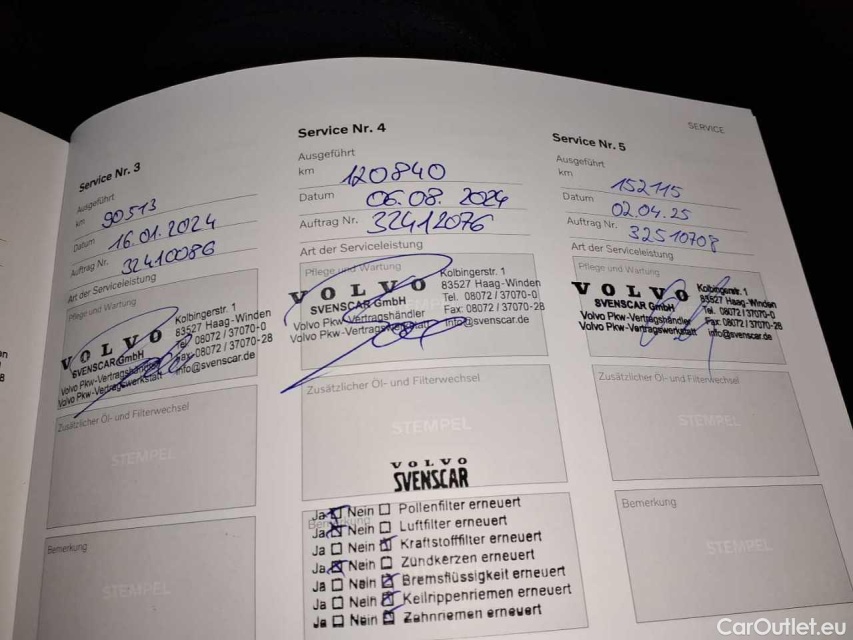 SERVICE
Service Nr. 3
Ausgeführt
km 90513
Datum 16.01.2024
Auftrag Nr. 32410086
Art der Serviceleistung
Pflege und Wartung
VOLVO
SVENSCAR GmbH
Volvo Pkw-Vertragshändler
Volvo Pkw-Vertragswerkstatt
Kolbingerstr. 1
83527 Haag-Winden
Tel. 08072 / 37070-0
Fax: 08072 / 37070-28
info@svenscar.de
Zusätzlicher Öl- und Filterwechsel
STEMPEL
Bemerkung
STEMPEL
Service Nr. 4
Ausgeführt
km 120840
Datum 06.08.2024
Auftrag Nr. 32412076
Art der Serviceleistung
Pflege und Wartung
VOLVO
SVENSCAR GmbH
Volvo Pkw-Vertragshändler
Volvo Pkw-Vertragswerkstatt
Kolbingerstr. 1
83527 Haag-Winden
Tel. 08072 / 37070-0
Fax: 08072 / 37070-28
info@svenscar.de
Zusätzlicher Öl- und Filterwechsel
STEMPEL
VOLVO
SVENSCAR
Ja Nein Pollenfilter erneuert
Ja Nein Luftfilter erneuert
Ja Nein Kraftstofffilter erneuert
Ja Nein Zündkerzen erneuert
Ja Nein Bremsflüssigkeit erneuert
Ja Nein Keilrippenriemen erneuert
Ja Nein Zahnriemen erneuert
Service Nr. 5
Ausgeführt
km 152115
Datum 02.04.25
Auftrag Nr. 32510708
Art der Serviceleistung
Pflege und Wartung
VOLVO
SVENSCAR GmbH
Volvo Pkw-Vertragshändler
Volvo Pkw-Vertragswerkstatt
Kolbingerstr. 1
83527 Haag-Winden
Tel. 08072 / 37070-0
Fax: 08072 / 37070-28
info@svenscar.de
Zusätzlicher Öl- und Filterwechsel
STEMPEL
Bemerkung
STEMPEL
CarOutlet.eu